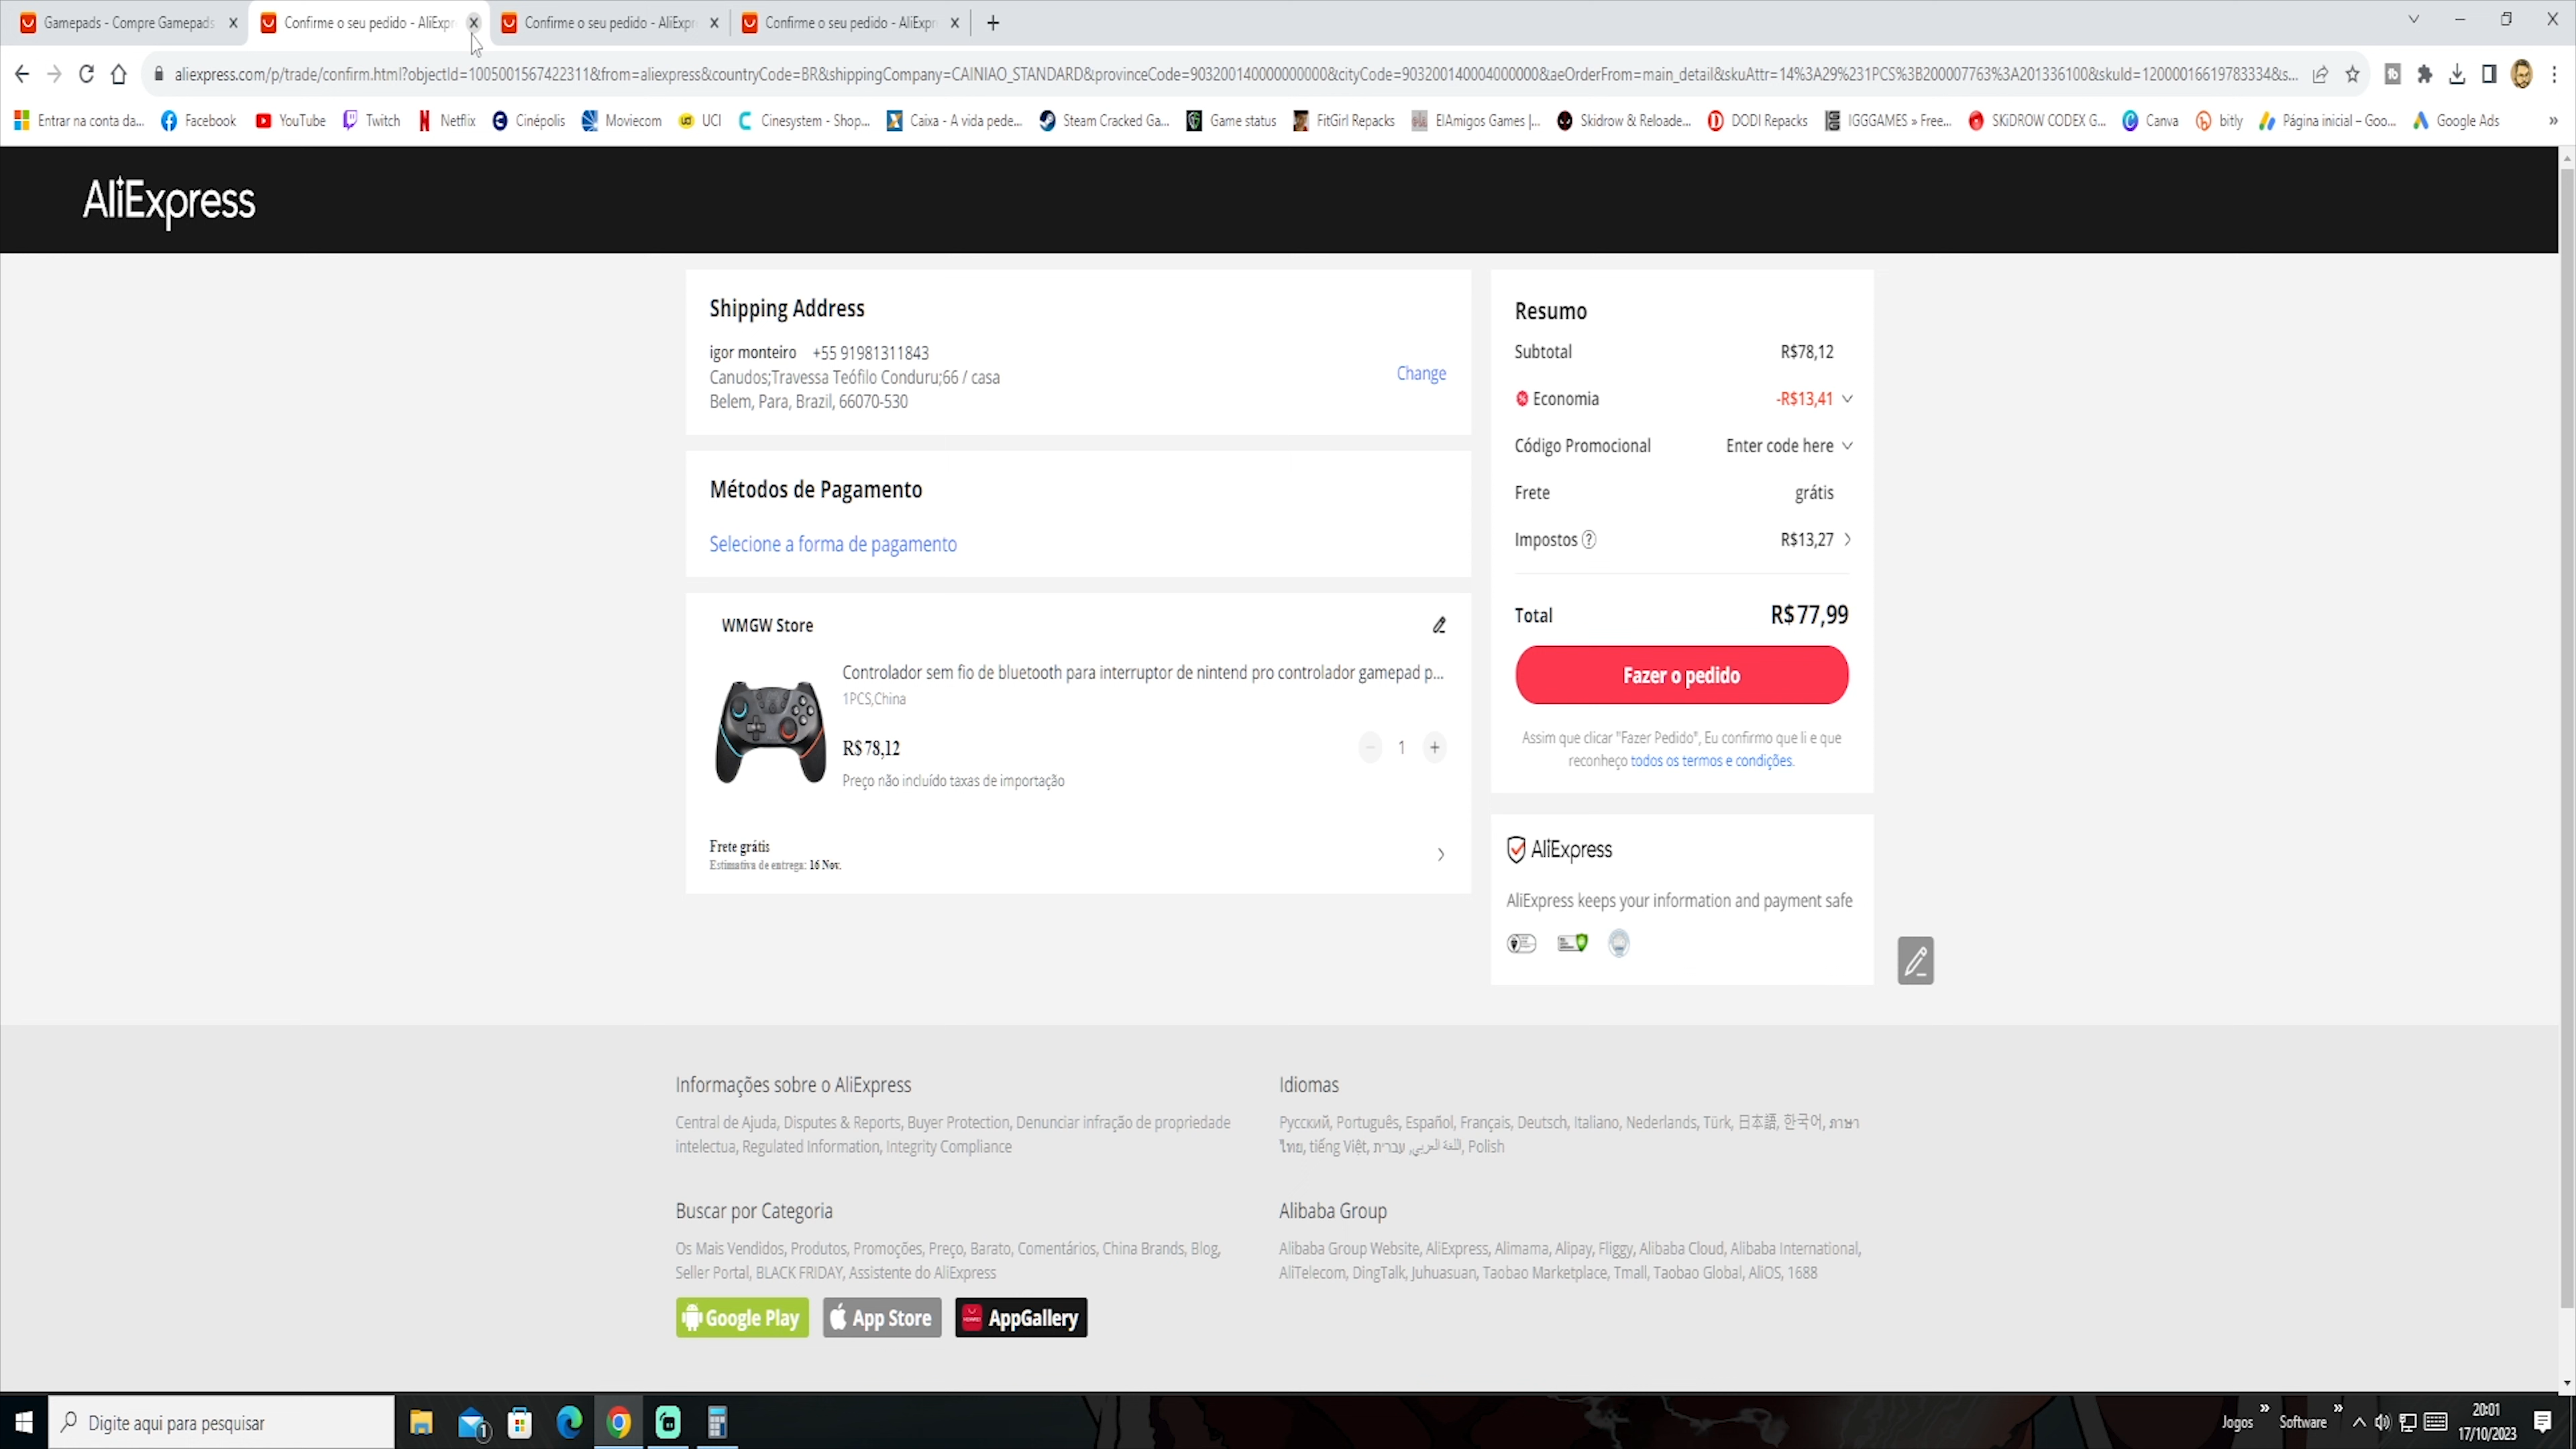 Gamepads - Compre Gamepads
Confirme o seu pedido - AliExpr
Confirme o seu pedido - AliExpr
Confirme o seu pedido - AliExpr
aliexpress.com/p/trade/confirm.html?objectId=1005001567422311&from=aliexpress&countryCode=BR&shippingCompany=CAINIAO_STANDARD&provinceCode=903200140000000000&cityCode=903200140004000000&aeOrderFrom=main_detail&skuAttr=14%3A29%231PCS%3B200007763%3A201336100&skuId=12000016619783334&s...
Entrar na conta da... Facebook YouTube Twitch Netflix Cinépolis Moviecom UCI Cinesystem - Shop... Caixa - A vida pede... Steam Cracked Ga... Game status FitGirl Repacks ElAmigos Games |... Skidrow & Reloade... DODI Repacks IGGGAMES » Free... SKiDROW CODEX G... Canva bitly Página inicial – Goo... Google Ads »
AliExpress
Shipping Address
igor monteiro +55 91981311843
Canudos;Travessa Teófilo Conduru;66 / casa
Belem, Para, Brazil, 66070-530
Change
Métodos de Pagamento
Selecione a forma de pagamento
WMGW Store
Controlador sem fio de bluetooth para interruptor de nintend pro controlador gamepad p...
1PCS,China
R$78,12
1
Preço não incluído taxas de importação
Frete grátis
Estimativa de entrega: 16 Nov.
Resumo
Subtotal R$78,12
Economia -R$13,41
Código Promocional Enter code here
Frete grátis
Impostos R$13,27
Total R$77,99
Fazer o pedido
Assim que clicar "Fazer Pedido", Eu confirmo que li e que
reconheço todos os termos e condições.
AliExpress
AliExpress keeps your information and payment safe
Informações sobre o AliExpress
Central de Ajuda, Disputes & Reports, Buyer Protection, Denunciar infração de propriedade
intelectua, Regulated Information, Integrity Compliance
Idiomas
Русский, Português, Español, Français, Deutsch, Italiano, Nederlands, Türk, 日本語, 한국어, ภาษา
ไทย, tiếng Việt, اللغة العربي, עברית, Polish
Buscar por Categoria
Os Mais Vendidos, Produtos, Promoções, Preço, Barato, Comentários, China Brands, Blog,
Seller Portal, BLACK FRIDAY, Assistente do AliExpress
Alibaba Group
Alibaba Group Website, AliExpress, Alimama, Alipay, Fliggy, Alibaba Cloud, Alibaba International,
AliTelecom, DingTalk, Juhuasuan, Taobao Marketplace, Tmall, Taobao Global, AliOS, 1688
Google Play
App Store
AppGallery
Digite aqui para pesquisar
1
Jogos » Software »
20:01
17/10/2023